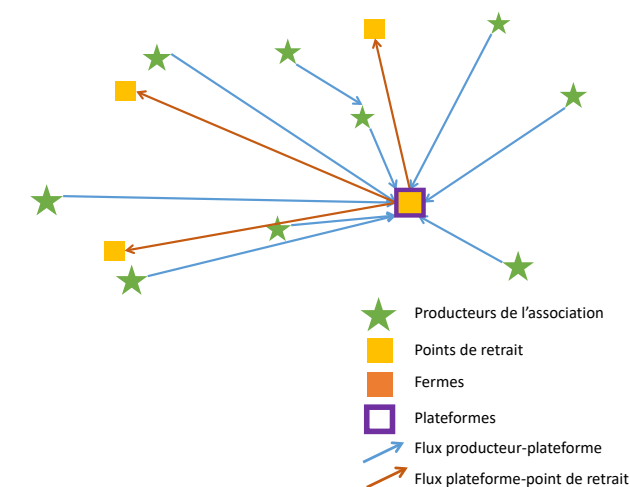 Producteurs de l'association
Points de retrait
Fermes
Plateformes
Flux producteur-plateforme
Flux plateforme-point de retrait